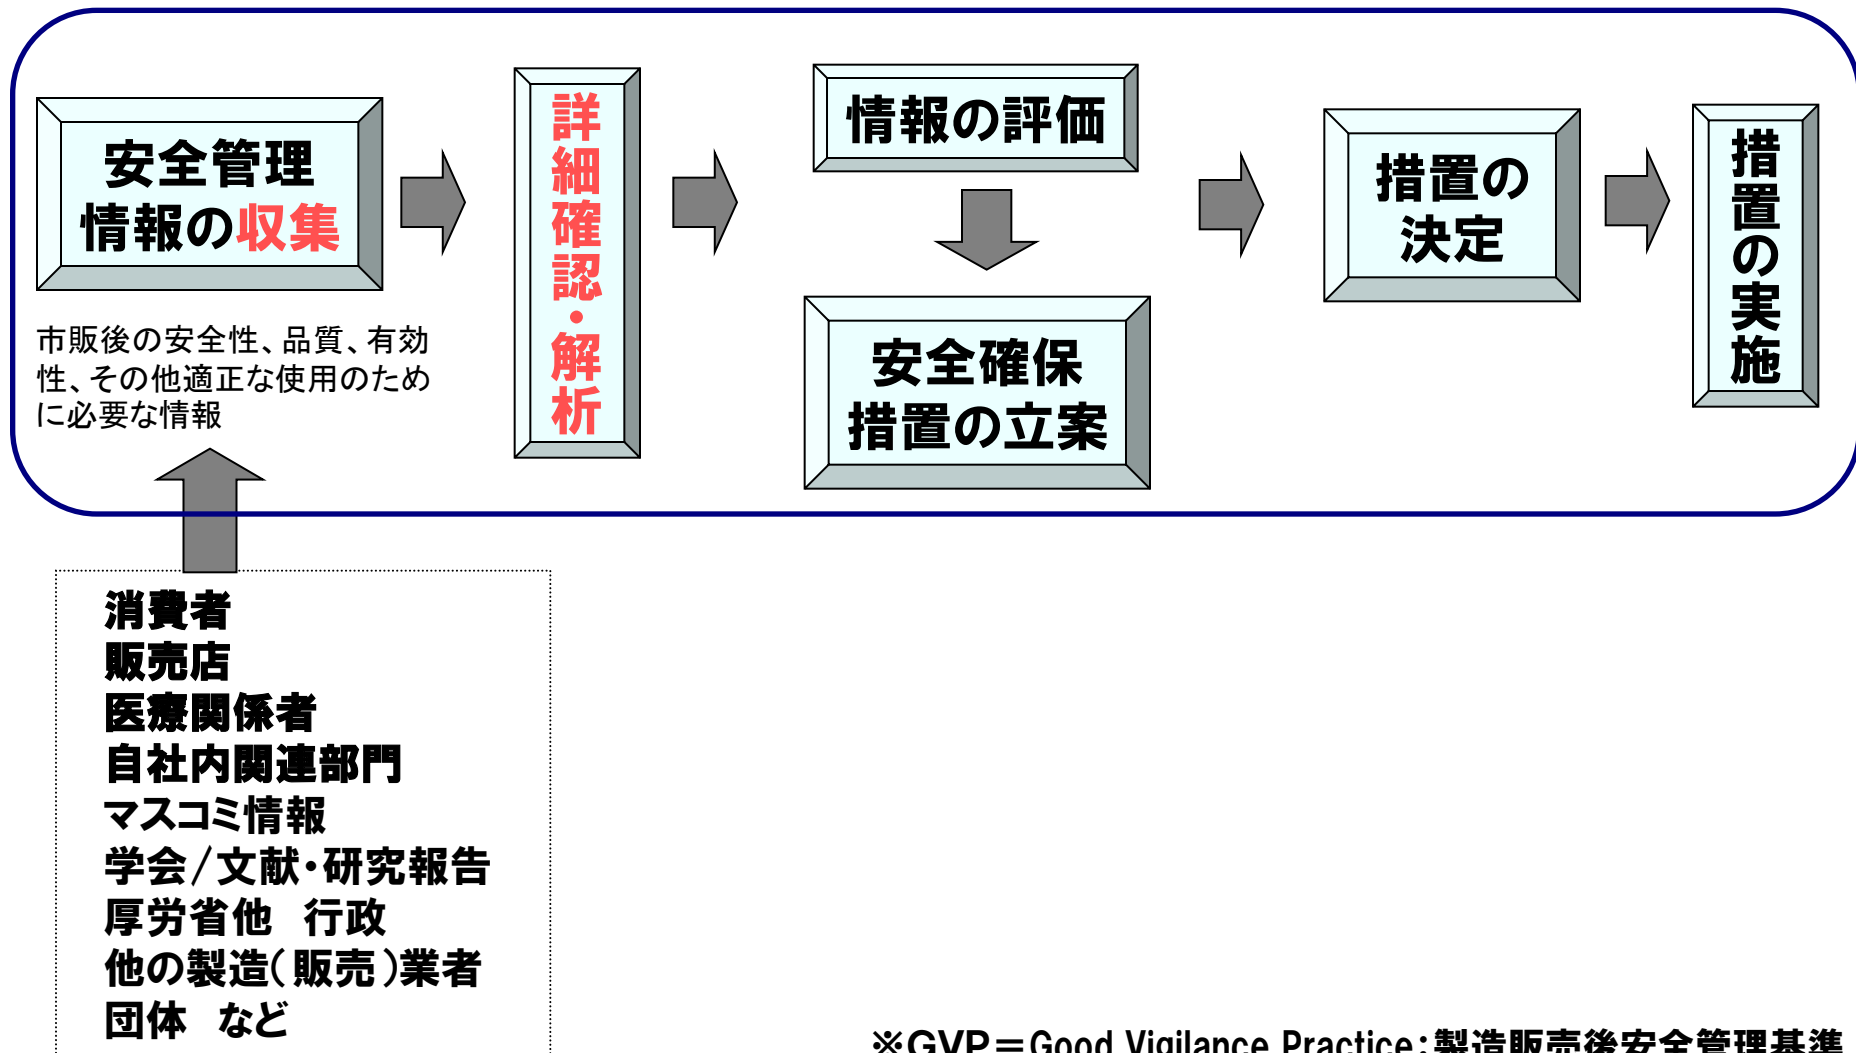 安全管理
情報の収集
市販後の安全性、品質、有効
性、その他適正な使用のため
に必要な情報
詳細確認・解析
情報の評価
安全確保
措置の立案
措置の
決定
措置の実施
消費者
販売店
医療関係者
自社内関連部門
マスコミ情報
学会/文献・研究報告
厚労省他　行政
他の製造(販売)業者
団体　など
※GVP=Good Vigilance Practice:製造販売後安全管理基準